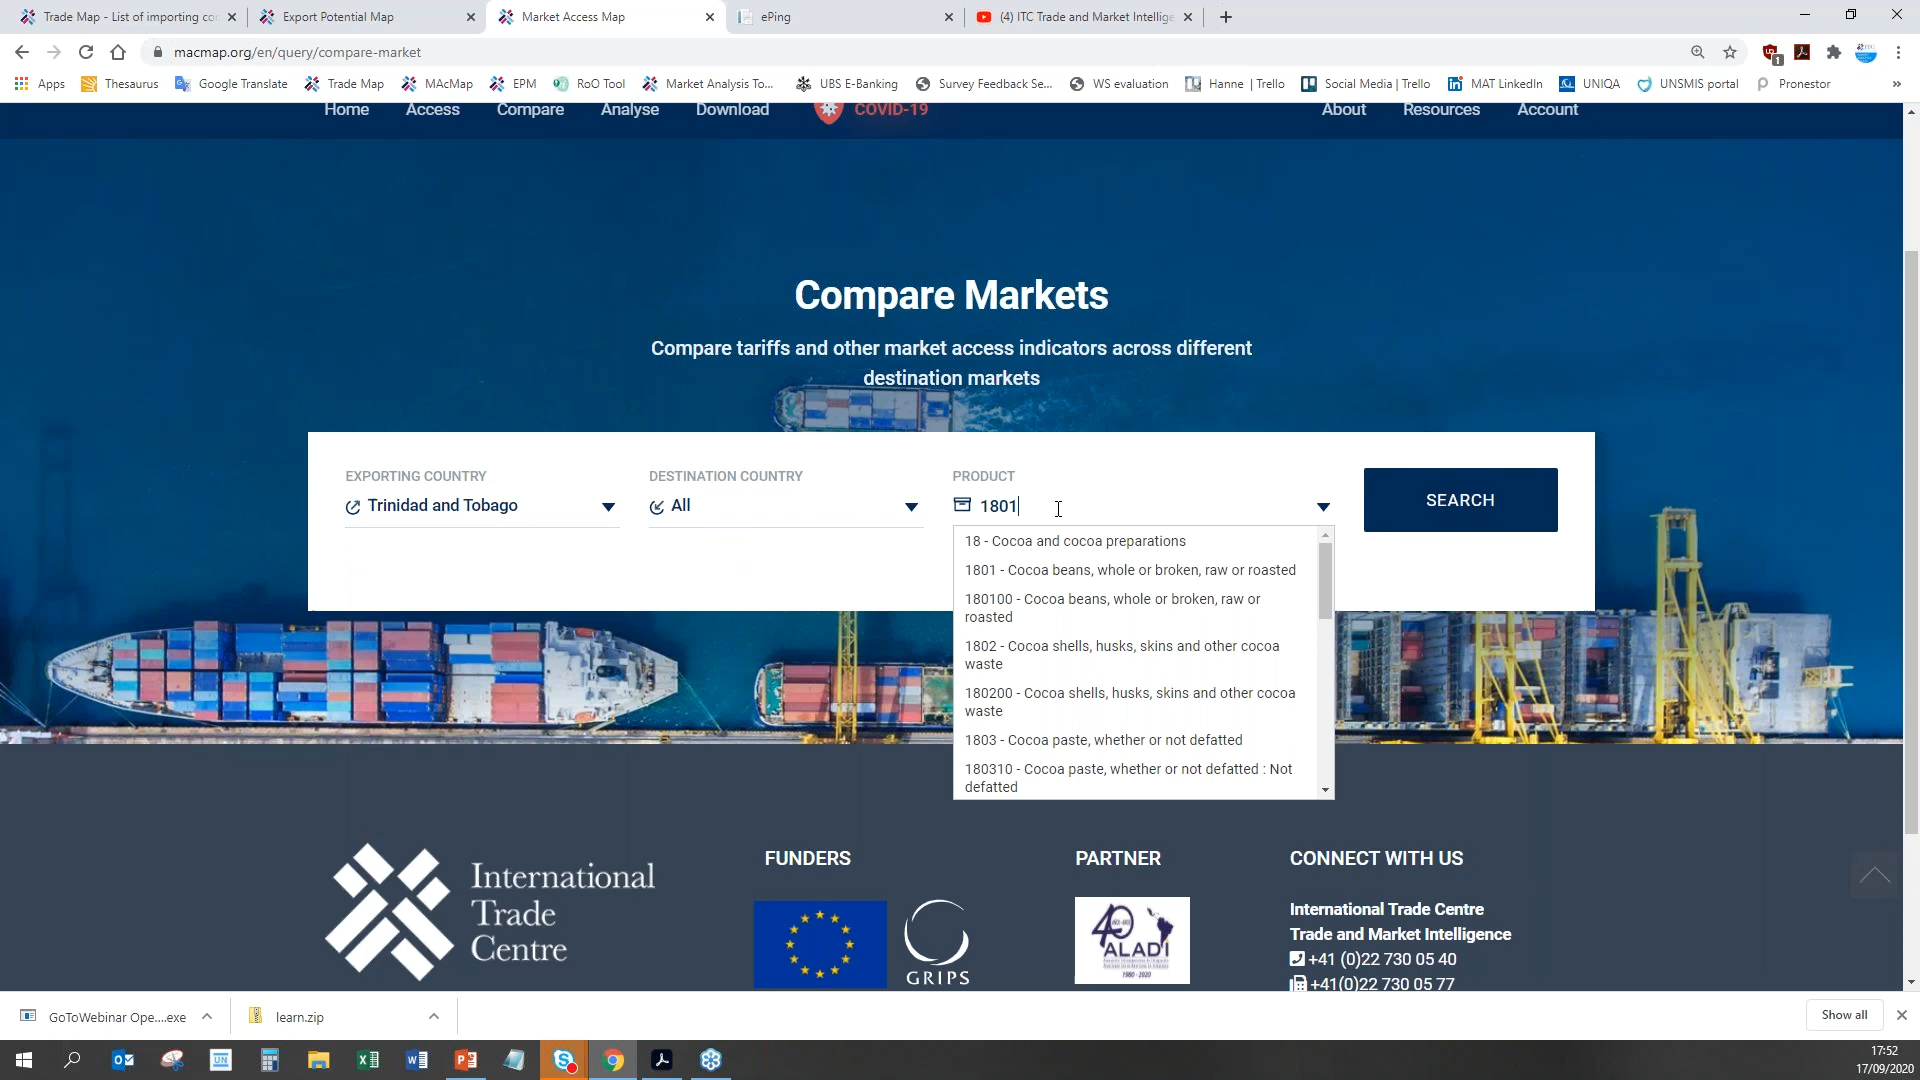 Trade Map - List of importing co
Export Potential Map
Market Access Map
ePing
(4) ITC Trade and Market Intellige
macmap.org/en/query/compare-market
Apps
Thesaurus
Google Translate
Trade Map
MAcMap
EPM
RoO Tool
Market Analysis To...
UBS E-Banking
Survey Feedback Se...
WS evaluation
Hanne | Trello
Social Media | Trello
MAT LinkedIn
UNIQA
UNSMIS portal
Pronestor
»
Home
Access
Compare
Analyse
Download
COVID-19
About
Resources
Account
Compare Markets
Compare tariffs and other market access indicators across different
destination markets
EXPORTING COUNTRY
Trinidad and Tobago
DESTINATION COUNTRY
All
PRODUCT
1801
SEARCH
18 - Cocoa and cocoa preparations
1801 - Cocoa beans, whole or broken, raw or roasted
180100 - Cocoa beans, whole or broken, raw or
roasted
1802 - Cocoa shells, husks, skins and other cocoa
waste
180200 - Cocoa shells, husks, skins and other cocoa
waste
1803 - Cocoa paste, whether or not defatted
180310 - Cocoa paste, whether or not defatted : Not
defatted
International
Trade
Centre
FUNDERS
GRIPS
PARTNER
40
ALADI
1980 - 2020
CONNECT WITH US
International Trade Centre
Trade and Market Intelligence
+41 (0)22 730 05 40
+41(0)22 730 05 77
GoToWebinar Ope....exe
learn.zip
Show all
17:52
17/09/2020